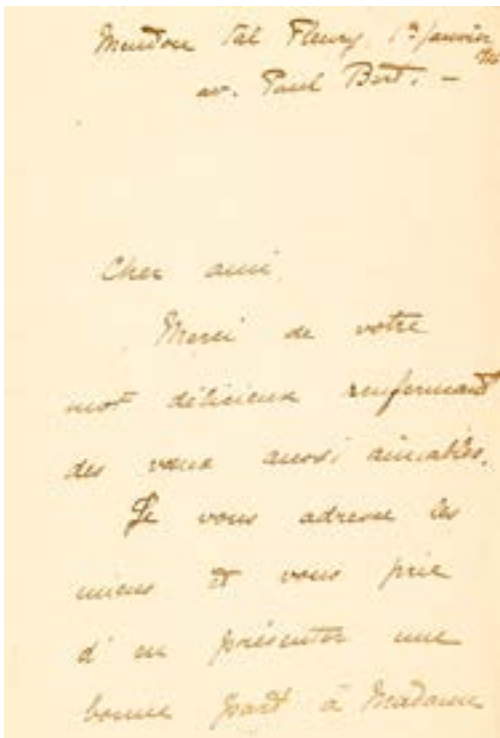 Meudon Val Fleury, 1er janvier
av. Paul Bert. —
Cher ami,
Merci de votre
mot délicieux renfermant
des vœux aussi aimables.
Je vous adresse les
miens et vous prie
d'en présenter une
bonne part à Madame